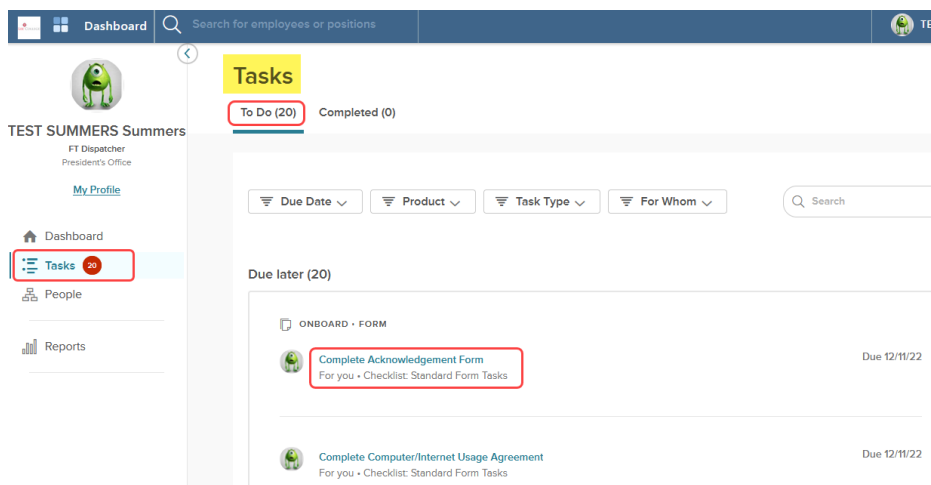 Dashboard
Search for employees or positions
TE
TEST SUMMERS Summers
FT Dispatcher
President's Office
My Profile
Dashboard
Tasks 20
People
Reports
Tasks
To Do (20) Completed (0)
Due Date Product Task Type For Whom Search
Due later (20)
ONBOARD • FORM
Complete Acknowledgement Form Due 12/11/22
For you • Checklist: Standard Form Tasks
Complete Computer/Internet Usage Agreement Due 12/11/22
For you • Checklist: Standard Form Tasks